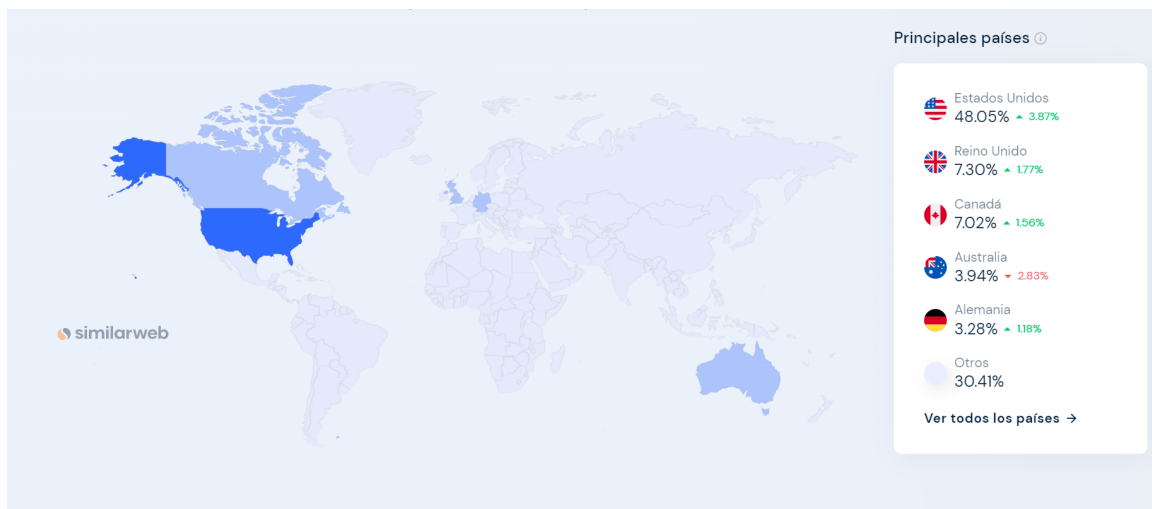 Principales países
Estados Unidos
48.05% 3.87%
Reino Unido
7.30% 1.77%
Canadá
7.02% 1.56%
Australia
3.94% 2.83%
Alemania
3.28% 1.18%
Otros
30.41%
Ver todos los países →
similarweb